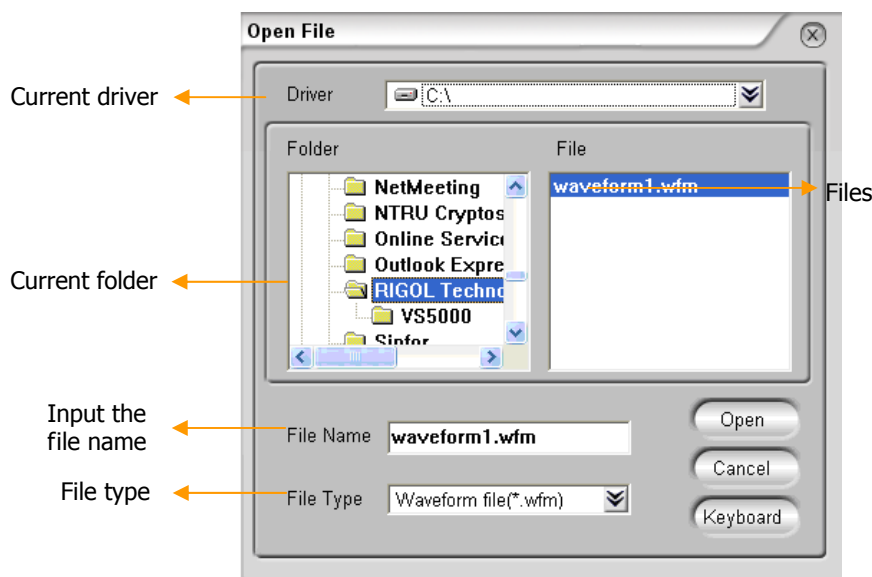 Open File
Current driver
Driver
C:\
Folder
File
NetMeeting
NTRU Cryptos
Online Servic
Outlook Expre
RIGOL Techno
VS5000
Sinfor
waveform1.wfm
Files
Current folder
Input the
file name
File Name
waveform1.wfm
File type
File Type
Waveform file(*.wfm)
Open
Cancel
Keyboard